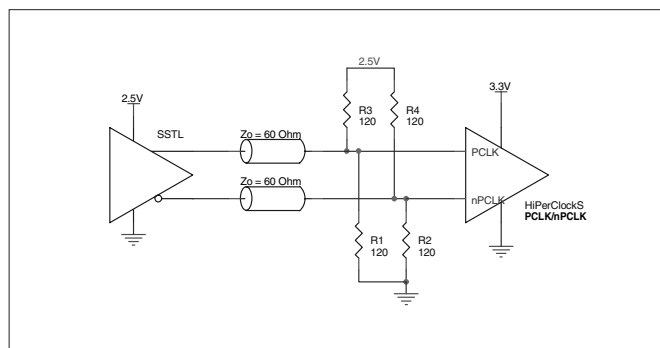 2.5V
3.3V
2.5V
R3
120
R4
120
SSTL
Zo = 60 Ohm
PCLK
Zo = 60 Ohm
nPCLK
HiPerClockS
PCLK/nPCLK
R1
120
R2
120